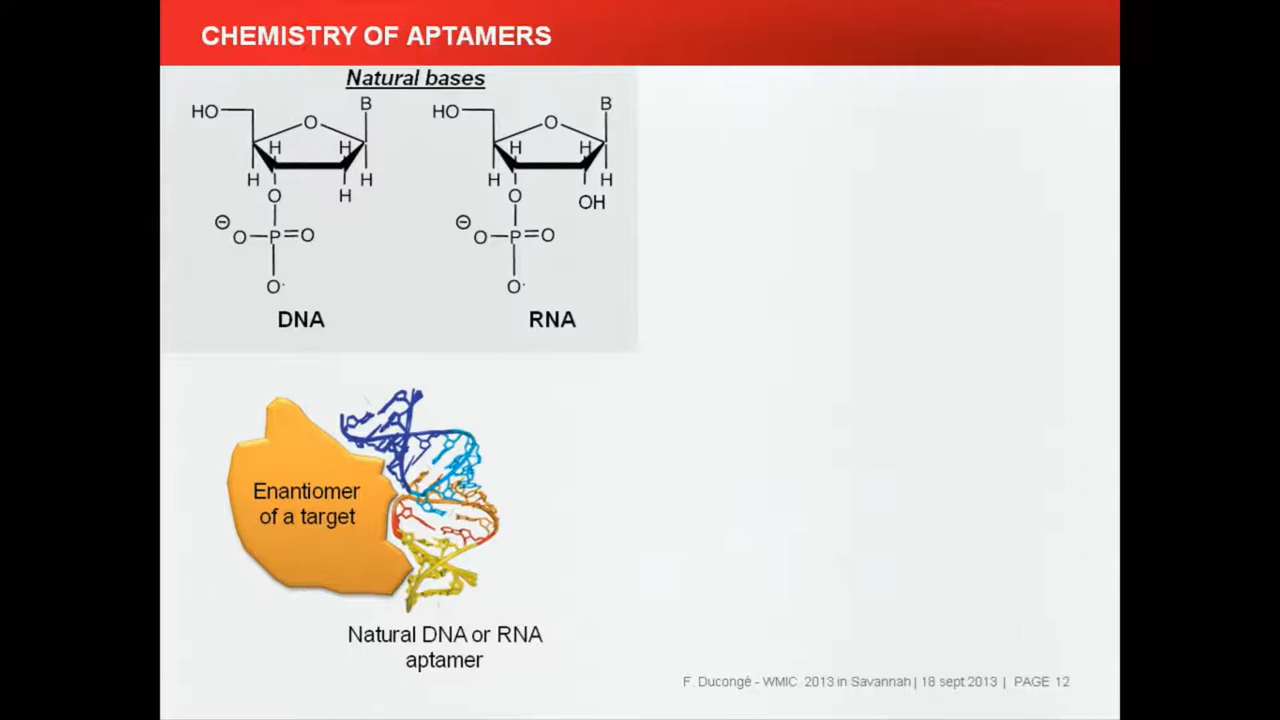 CHEMISTRY OF APTAMERS
Natural bases
HO O B HO O B
H H H H
H H H H
O H O OH
⊖ ⊖
O P O O P O
O O
DNA RNA
Enantiomer
of a target
Natural DNA or RNA
aptamer
F. Ducongé - WMIC 2013 in Savannah | 18 sept 2013 | PAGE 12